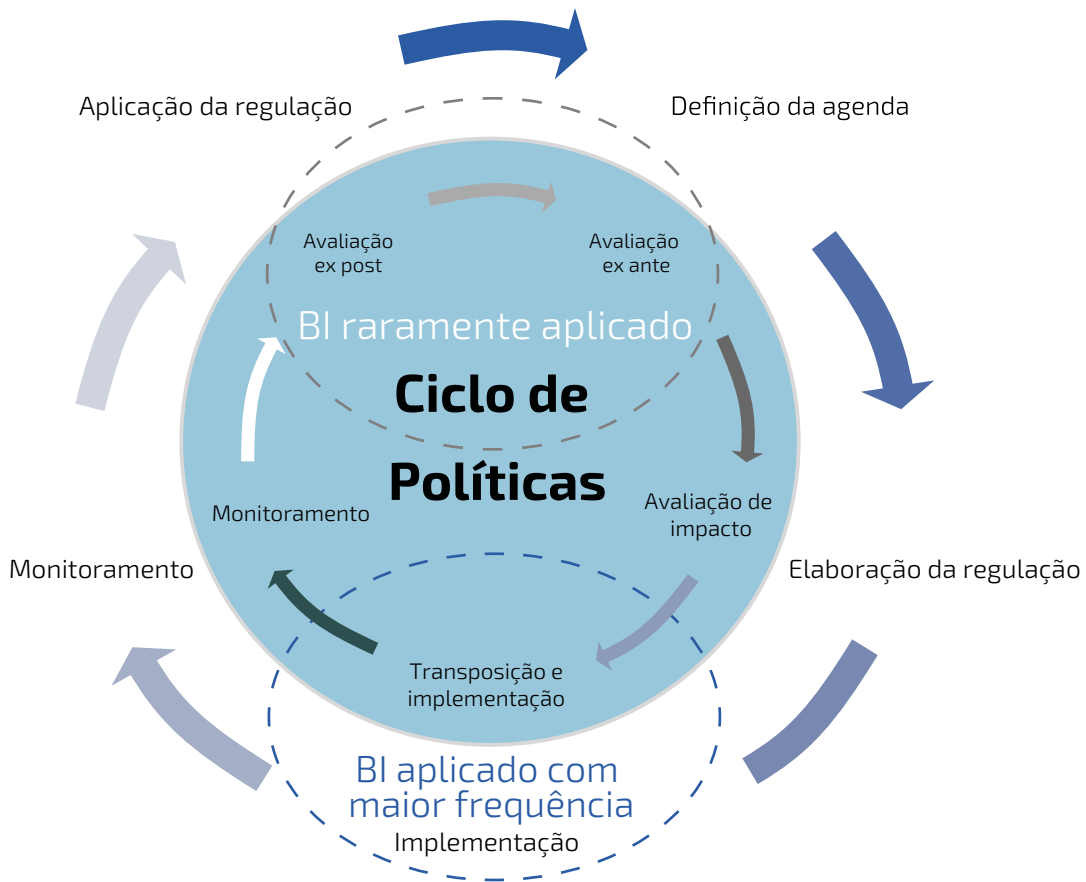 Aplicação da regulação
Definição da agenda
Avaliação
ex post
Avaliação
ex ante
BI raramente aplicado
Ciclo de
Políticas
Monitoramento
Avaliação de
impacto
Monitoramento
Elaboração da regulação
Transposição e
implementação
BI aplicado com
maior frequência
Implementação